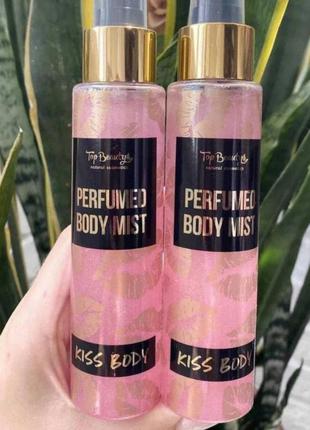 Top Beauty
natural cosmetics
PERFUMED
BODY MIST
KISS BODY
Top Beauty
natural cosmetics
PERFUMED
BODY MIST
KISS BODY